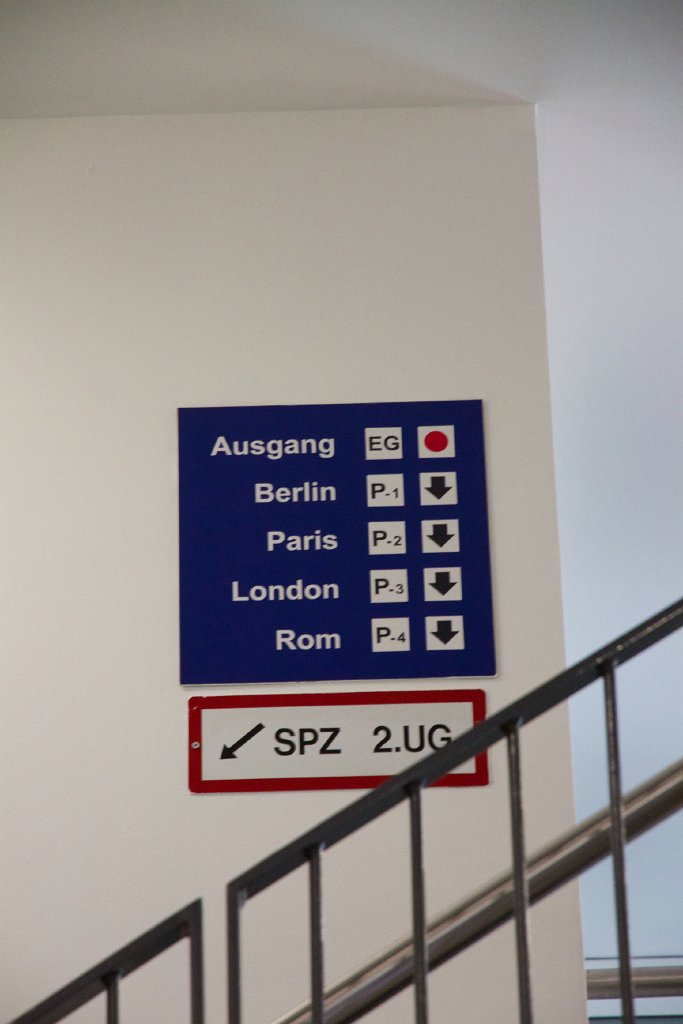 Ausgang EG
Berlin P-1
Paris P-2
London P-3
Rom P-4
SPZ 2.UG